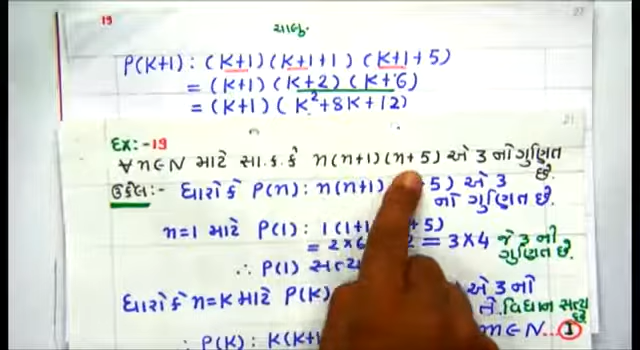 19
ચાલુ.
P(K+1) : (K+1) (K+1+1) (K+1+5)
= (K+1) (K+2) (K+6)
= (K+1) (K²+8K+12)
21
Ex:-19
∀ n∈N માટે સા.ક.કે n(n+1)(n+5) એ 3 નો ગુણિત છે.
ઉકેલ:- ધારો કે P(n): n(n+1) +5) એ 3 નો ગુણિત છે.
n=1 માટે P(1): 1(1+1 +5)
= 2×6 2 = 3×4 જે 3 નો ગુણિત છે.
∴ P(1) સત્ય
ધારો કે n=K માટે P(K) એ 3 નો
તો વિધાન સત્ય છે
∴ P(K): K(K+1 m∈N...1